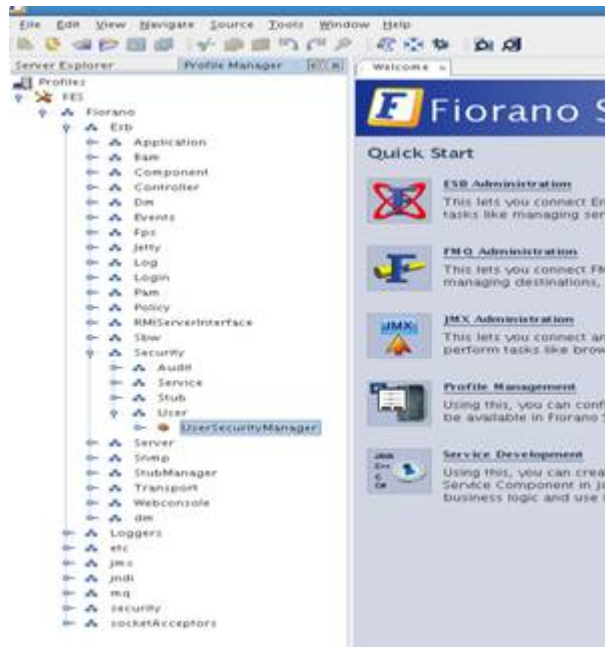 File Edit View Navigate Source Tools Window Help
Server Explorer Profile Manager
Welcome x
Profiles
FES
Fiorano
Esb
Application
Bam
Component
Controller
Dm
Events
Fps
Jetty
Log
Login
Pam
Policy
RMIServerInterface
Sbw
Security
Audit
Service
Stub
User
UserSecurityManager
Server
Snmp
StubManager
Transport
Webconsole
dm
Loggers
etc
jms
jndi
mq
security
socketAcceptors
F Fiorano S
Quick Start
ESB Administration
This lets you connect En
tasks like managing ser
FMQ Administration
This lets you connect FM
managing destinations,
JMX
JMX Administration
This lets you connect an
perform tasks like brow
Profile Management
Using this, you can conf
be available in Fiorano S
JAVA
C++
C
C#
Service Development
Using this, you can crea
Service Component in Ja
business logic and use i